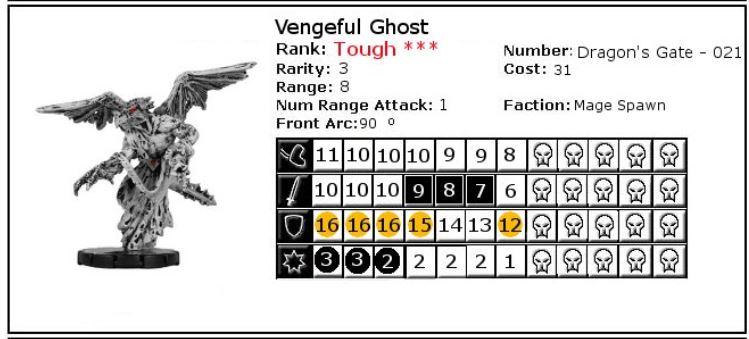 Vengeful Ghost
Rank: Tough ***
Number: Dragon's Gate - 021
Rarity: 3
Cost: 31
Range: 8
Num Range Attack: 1
Faction: Mage Spawn
Front Arc:90 º
11 10 10 10 9 9 8
10 10 10 9 8 7 6
16 16 16 15 14 13 12
3 3 2 2 2 2 1